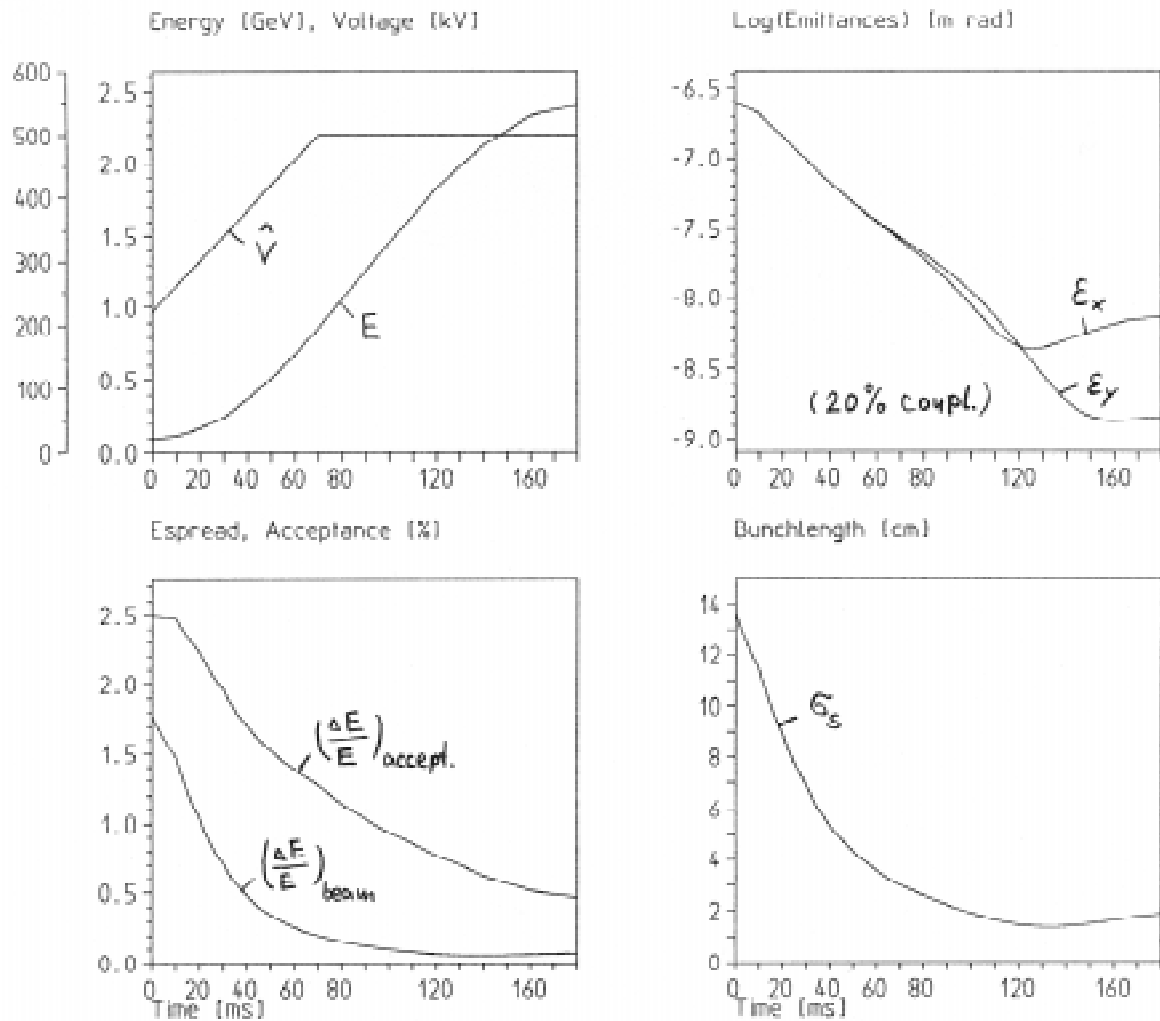 Energy [GeV], Voltage [kV]
600
500
400
300
200
100
0
2.5
2.0
1.5
1.0
0.5
0.0
V̂
E
0 20 40 60 80 120 160
Log(Emittances) [m rad]
-6.5
-7.0
-7.5
-8.0
-8.5
-9.0
εx
εy
(20% coupl.)
0 20 40 60 80 120 160
Espread, Acceptance [%]
2.5
2.0
1.5
1.0
0.5
0.0
(ΔE/E)accept.
(ΔE/E)beam
0 20 40 60 80 120 160
Time [ms]
Bunchlength [cm]
14
12
10
8
6
4
2
0
σs
0 20 40 60 80 120 160
Time [ms]